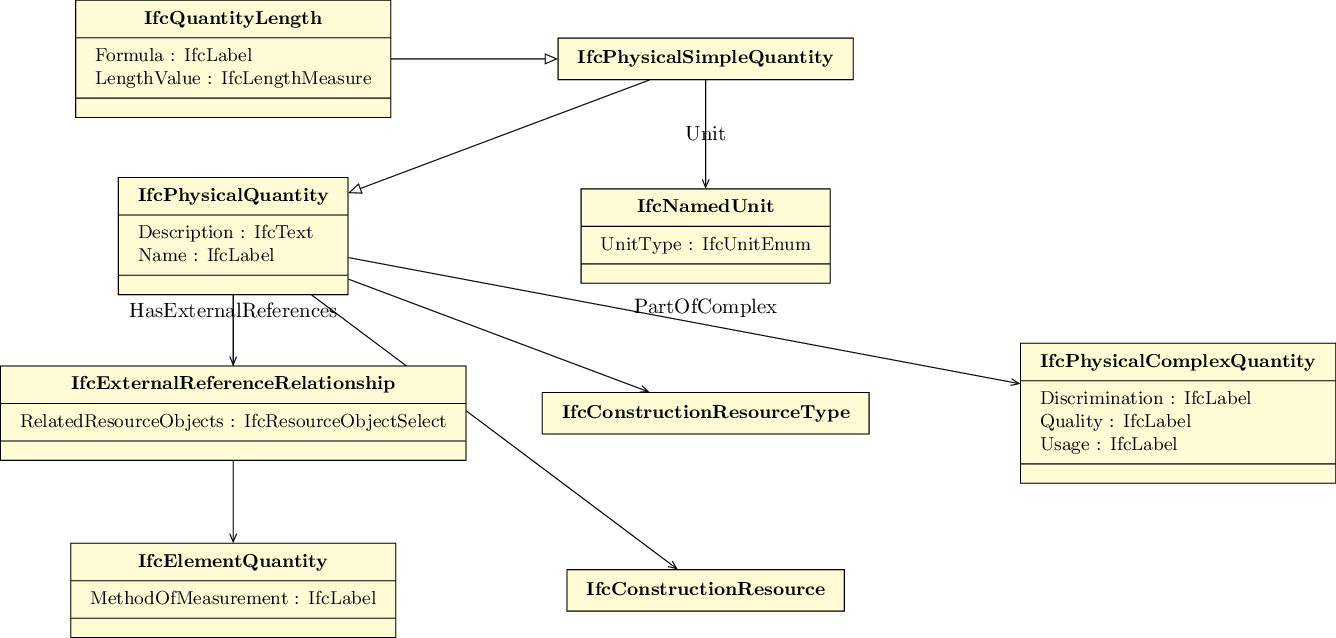 IfcQuantityLength
Formula : IfcLabel
LengthValue : IfcLengthMeasure
IfcPhysicalSimpleQuantity
Unit
IfcPhysicalQuantity
Description : IfcText
Name : IfcLabel
IfcNamedUnit
UnitType : IfcUnitEnum
HasExternalReferences
PartOfComplex
IfcExternalReferenceRelationship
RelatedResourceObjects : IfcResourceObjectSelect
IfcConstructionResourceType
IfcPhysicalComplexQuantity
Discrimination : IfcLabel
Quality : IfcLabel
Usage : IfcLabel
IfcElementQuantity
MethodOfMeasurement : IfcLabel
IfcConstructionResource